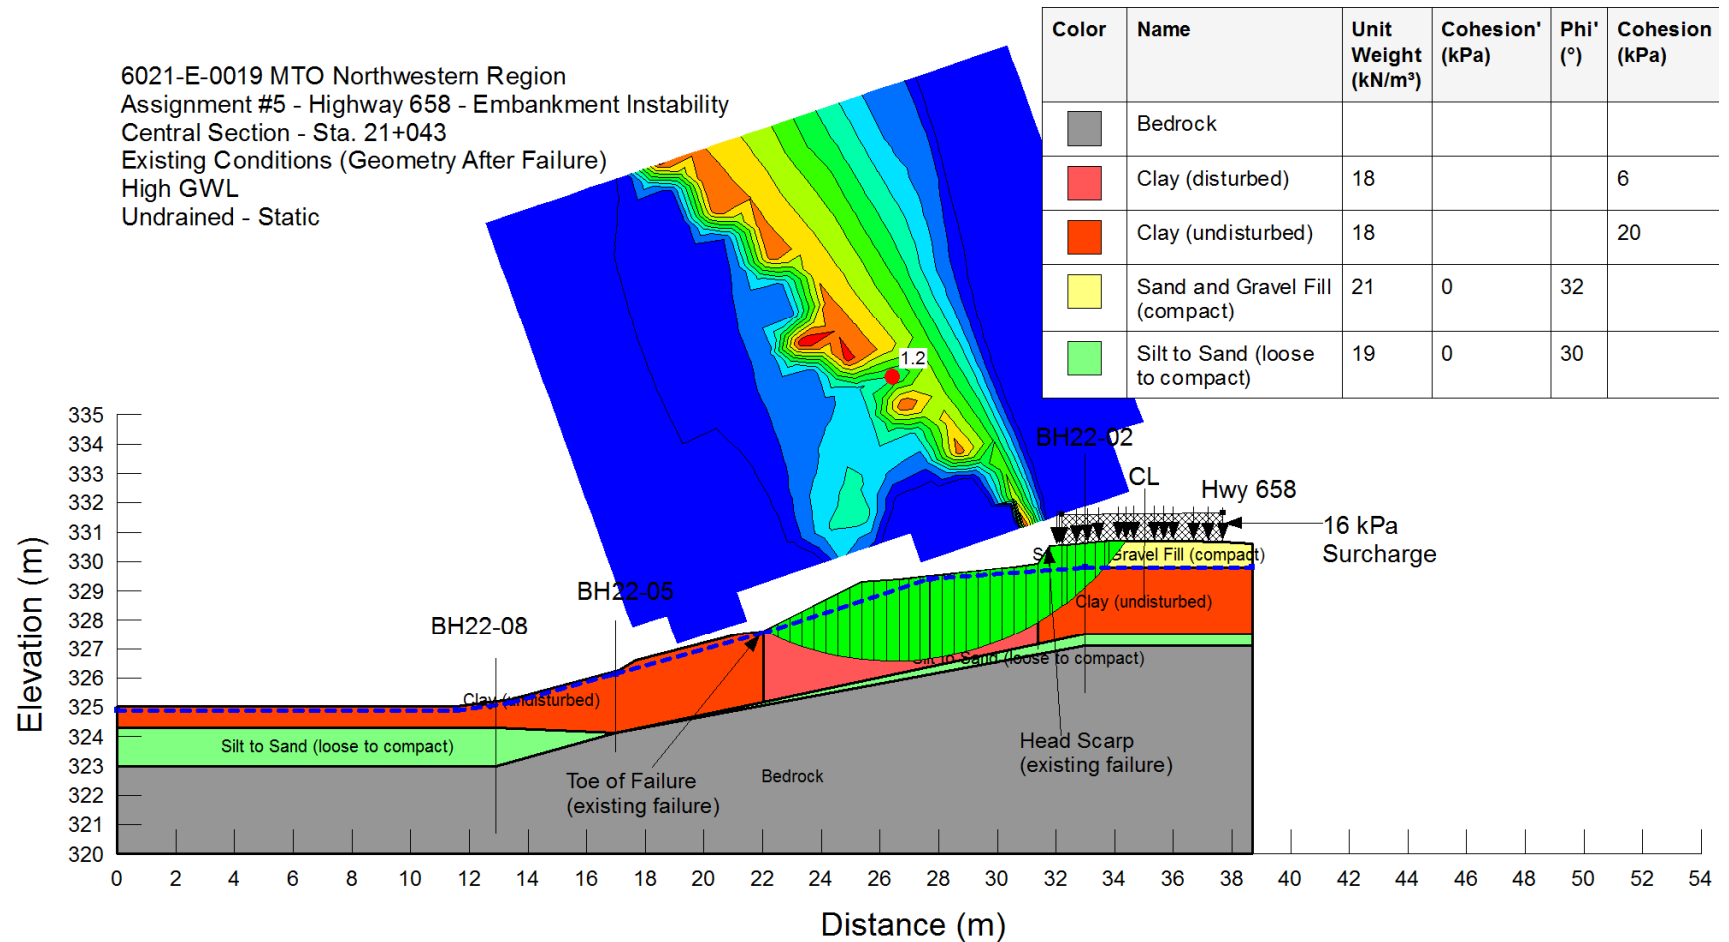 6021-E-0019 MTO Northwestern Region
Assignment #5 - Highway 658 - Embankment Instability
Central Section - Sta. 21+043
Existing Conditions (Geometry After Failure)
High GWL
Undrained - Static
Color Name Unit Weight (kN/m³) Cohesion' (kPa) Phi' (°) Cohesion (kPa)
Bedrock
Clay (disturbed) 18 6
Clay (undisturbed) 18 20
Sand and Gravel Fill (compact) 21 0 32
Silt to Sand (loose to compact) 19 0 30
1.2
BH22-02
CL
Hwy 658
16 kPa
Surcharge
Gravel Fill (compact)
BH22-05
BH22-08
Clay (undisturbed)
Silt to Sand (loose to compact)
Clay (undisturbed)
Silt to Sand (loose to compact)
Head Scarp
(existing failure)
Toe of Failure
(existing failure)
Bedrock
Elevation (m)
335
334
333
332
331
330
329
328
327
326
325
324
323
322
321
320
0 2 4 6 8 10 12 14 16 18 20 22 24 26 28 30 32 34 36 38 40 42 44 46 48 50 52 54
Distance (m)